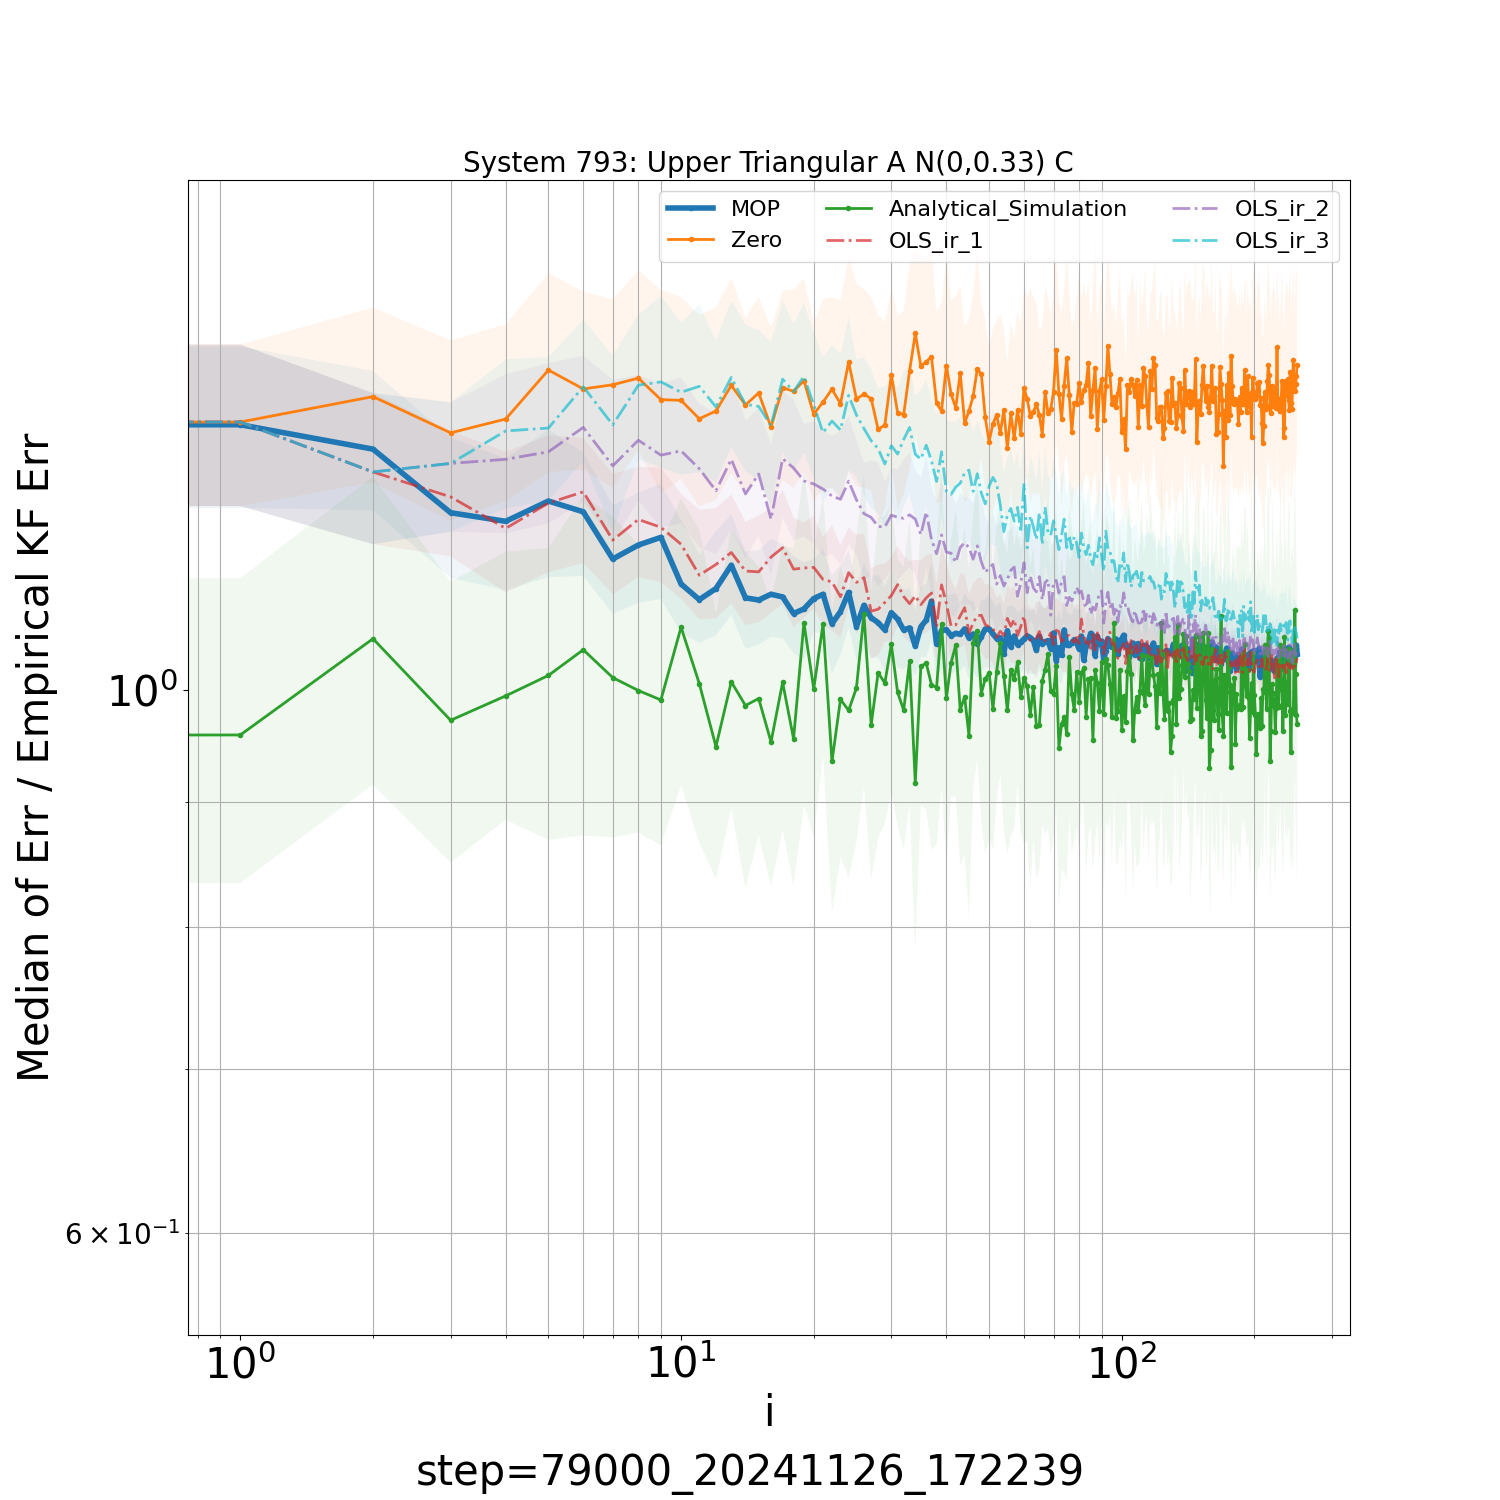 System 793: Upper Triangular A N(0,0.33) C
MOP
Zero
Analytical_Simulation
OLS_ir_1
OLS_ir_2
OLS_ir_3
Median of Err / Empirical KF Err
10⁰
6 × 10⁻¹
10⁰
10¹
10²
i
step=79000_20241126_172239